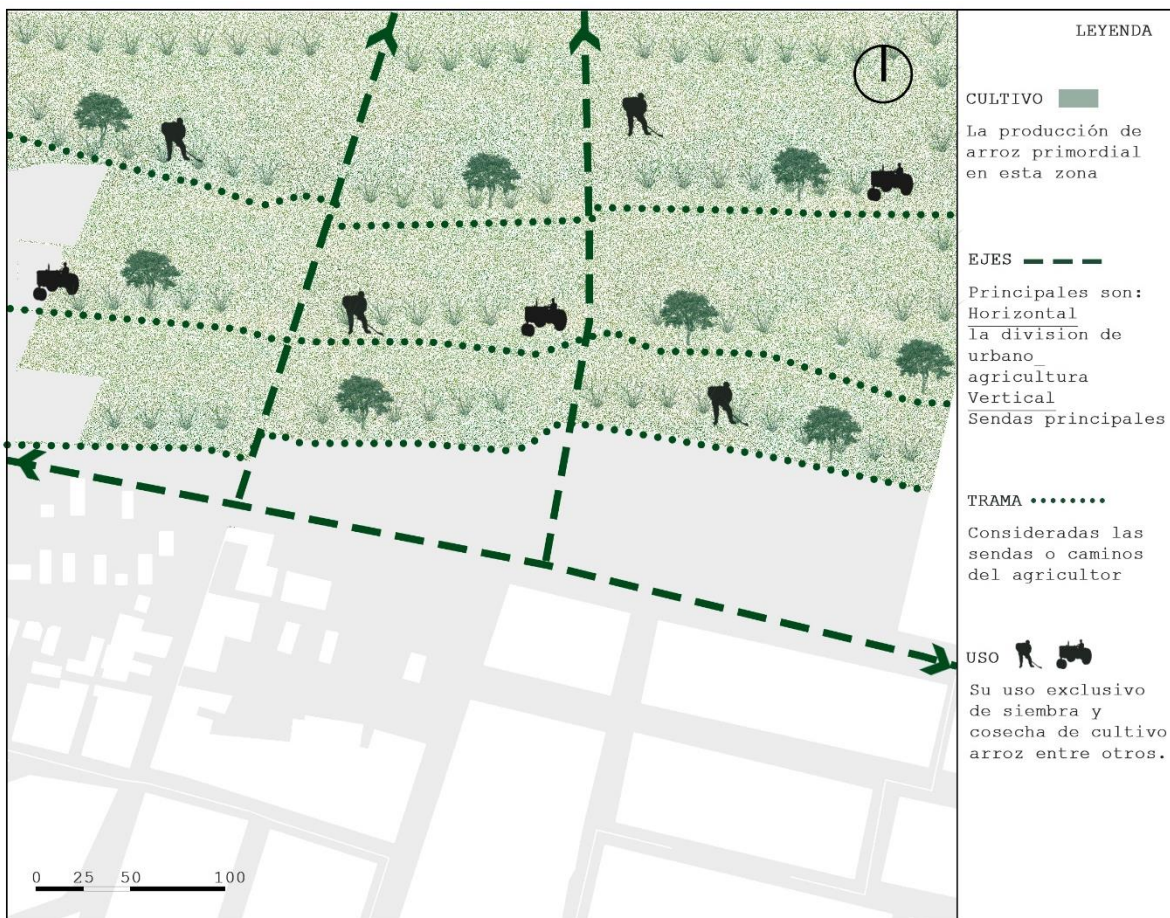 LEYENDA
CULTIVO
La producción de
arroz primordial
en esta zona
EJES
Principales son:
Horizontal
la división de
urbano_
agricultura
Vertical
Sendas principales
TRAMA
Consideradas las
sendas o caminos
del agricultor
USO
Su uso exclusivo
de siembra y
cosecha de cultivo
arroz entre otros.
0 25 50 100